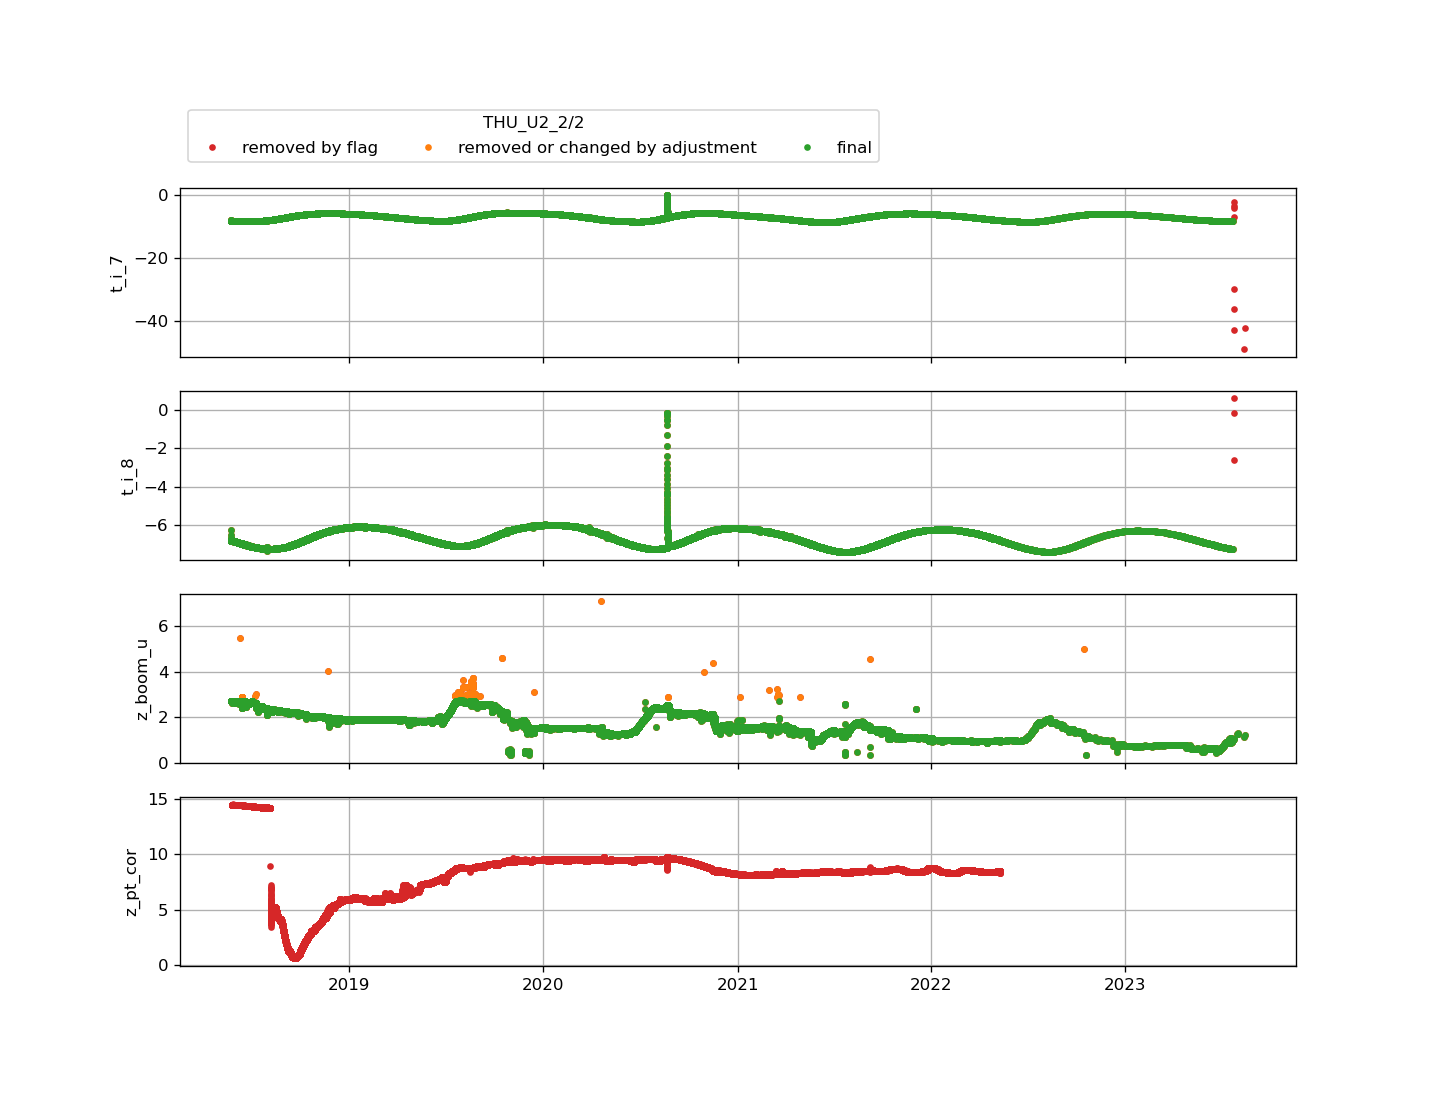 THU_U2_2/2
removed by flag removed or changed by adjustment final
0
−20
−40
t_i_7
0
−2
−4
−6
t_i_8
6
4
2
0
z_boom_u
15
10
5
0
z_pt_cor
2019 2020 2021 2022 2023